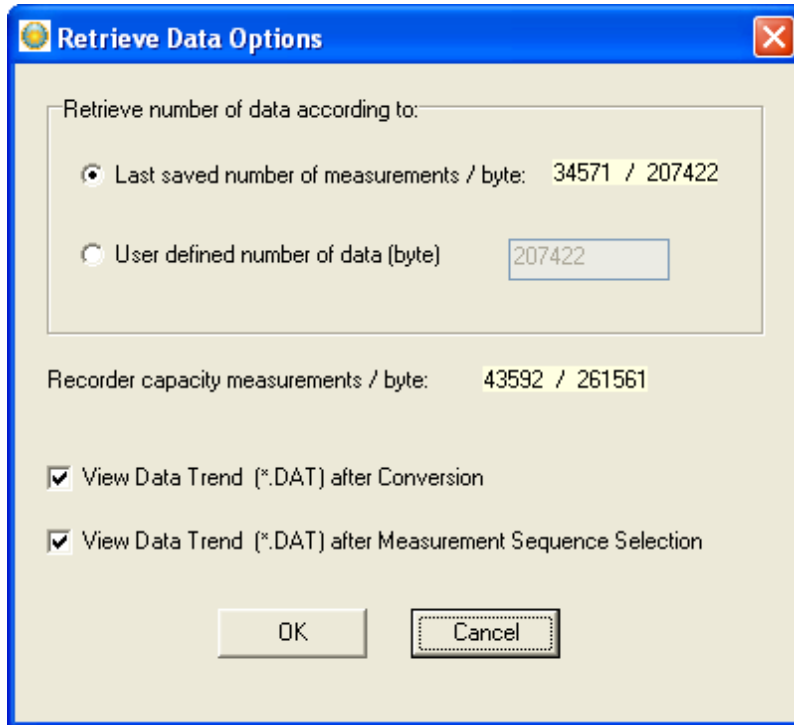 Retrieve Data Options
Retrieve number of data according to:
Last saved number of measurements / byte: 34571 / 207422
User defined number of data (byte) 207422
Recorder capacity measurements / byte: 43592 / 261561
View Data Trend (*.DAT) after Conversion
View Data Trend (*.DAT) after Measurement Sequence Selection
OK Cancel